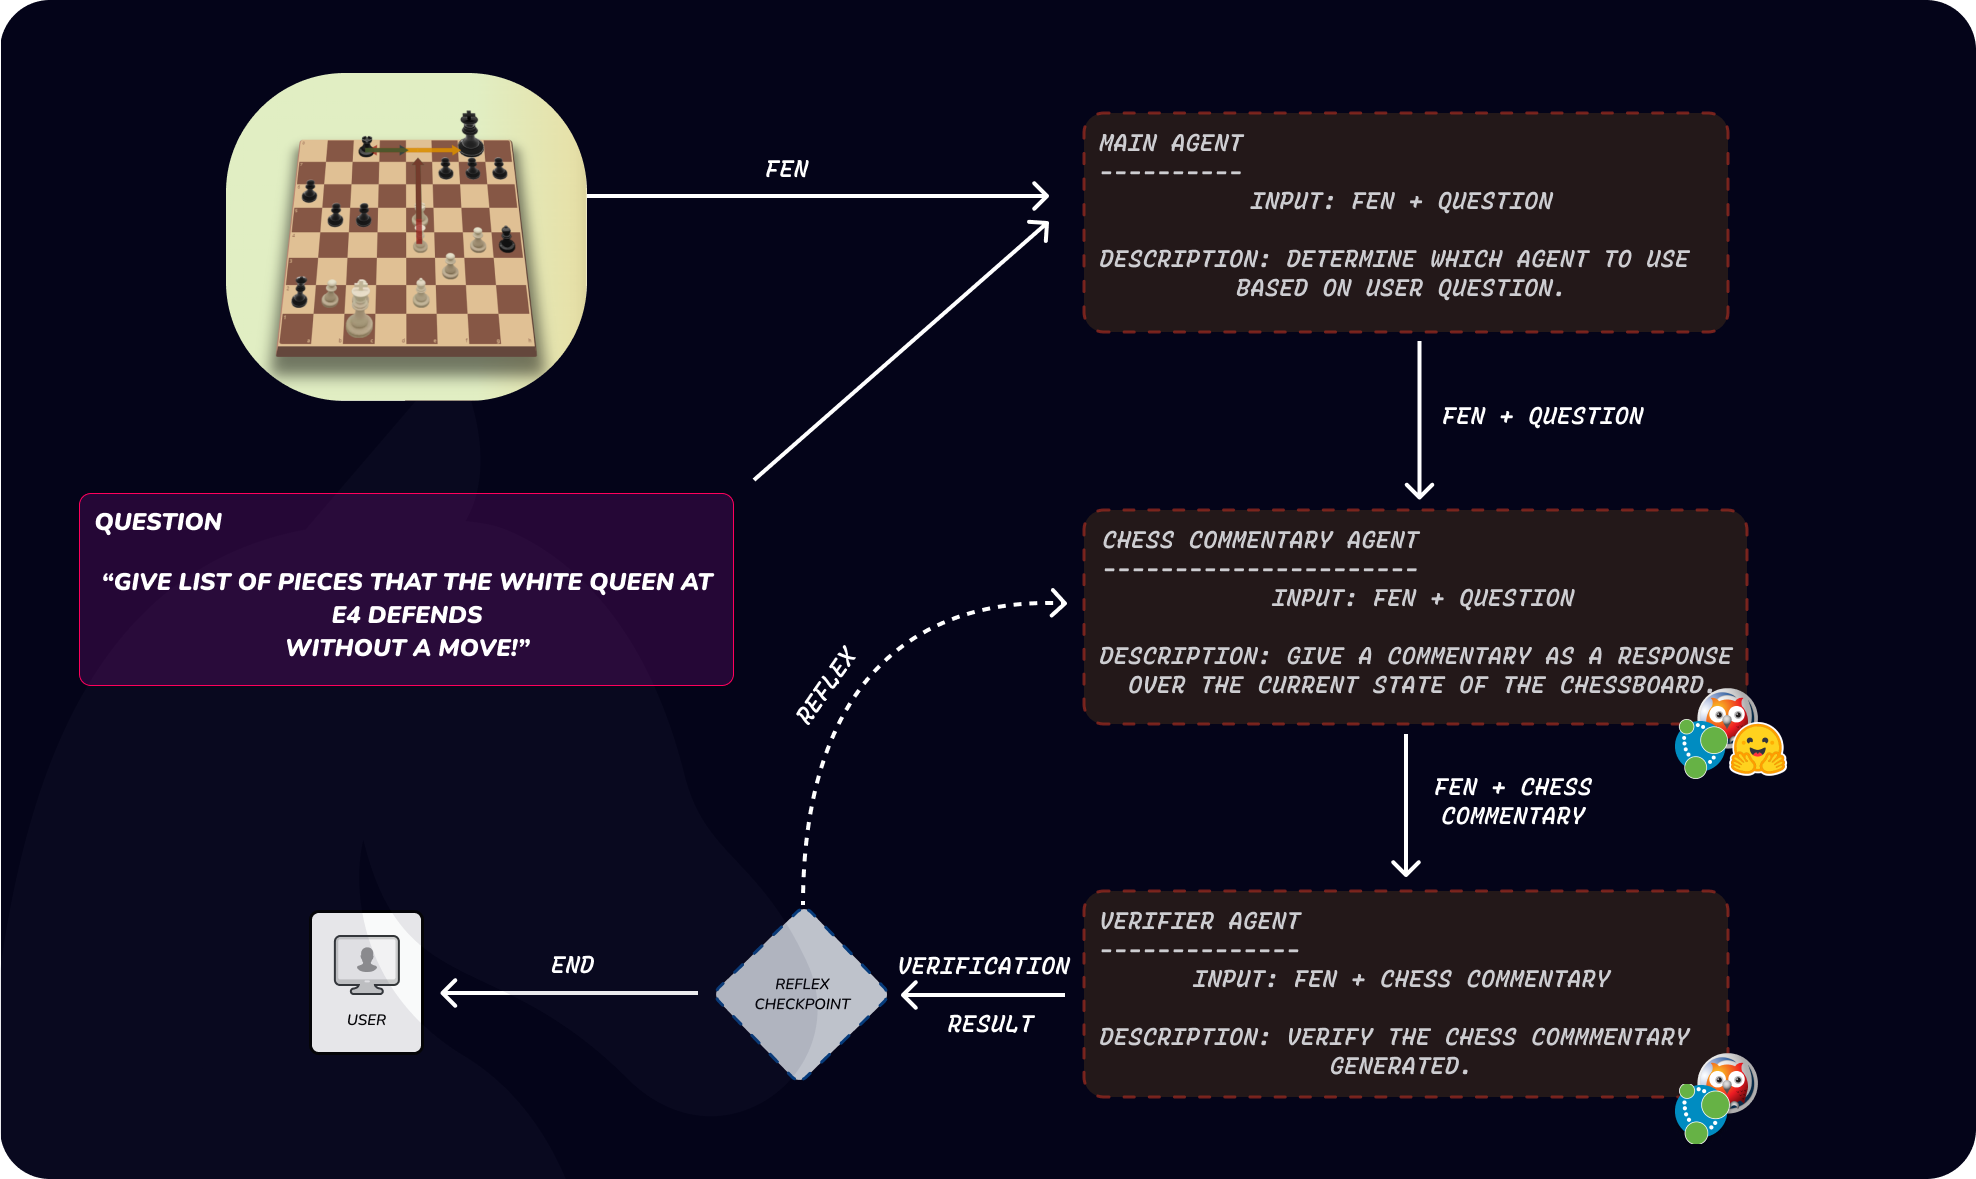 FEN
MAIN AGENT
----------
INPUT: FEN + QUESTION
DESCRIPTION: DETERMINE WHICH AGENT TO USE
BASED ON USER QUESTION.
FEN + QUESTION
QUESTION
“GIVE LIST OF PIECES THAT THE WHITE QUEEN AT
E4 DEFENDS
WITHOUT A MOVE!”
CHESS COMMENTARY AGENT
----------------------
INPUT: FEN + QUESTION
DESCRIPTION: GIVE A COMMENTARY AS A RESPONSE
OVER THE CURRENT STATE OF THE CHESSBOARD.
REFLEX
FEN + CHESS
COMMENTARY
VERIFIER AGENT
--------------
INPUT: FEN + CHESS COMMENTARY
DESCRIPTION: VERIFY THE CHESS COMMMENTARY
GENERATED.
VERIFICATION
RESULT
REFLEX
CHECKPOINT
END
USER